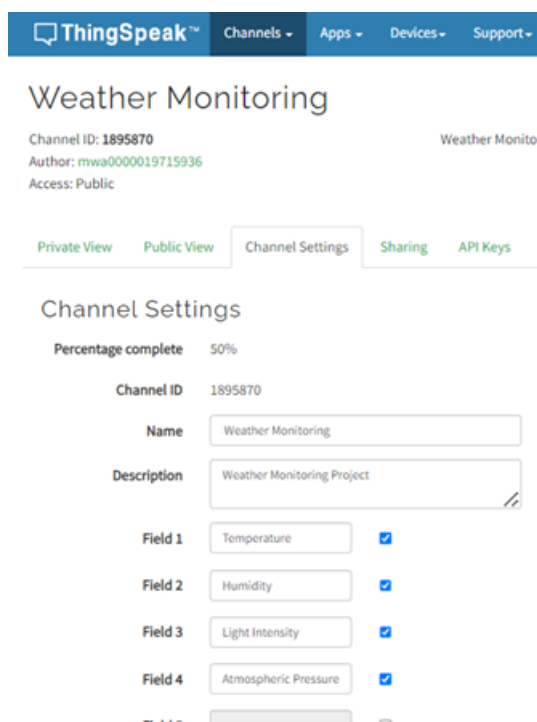 ThingSpeak™ Channels Apps Devices Support
Weather Monitoring
Channel ID: 1895870 Weather Monito
Author: mwa0000019715936
Access: Public
Private View Public View Channel Settings Sharing API Keys
Channel Settings
Percentage complete 50%
Channel ID 1895870
Name Weather Monitoring
Description Weather Monitoring Project
Field 1 Temperature
Field 2 Humidity
Field 3 Light Intensity
Field 4 Atmospheric Pressure